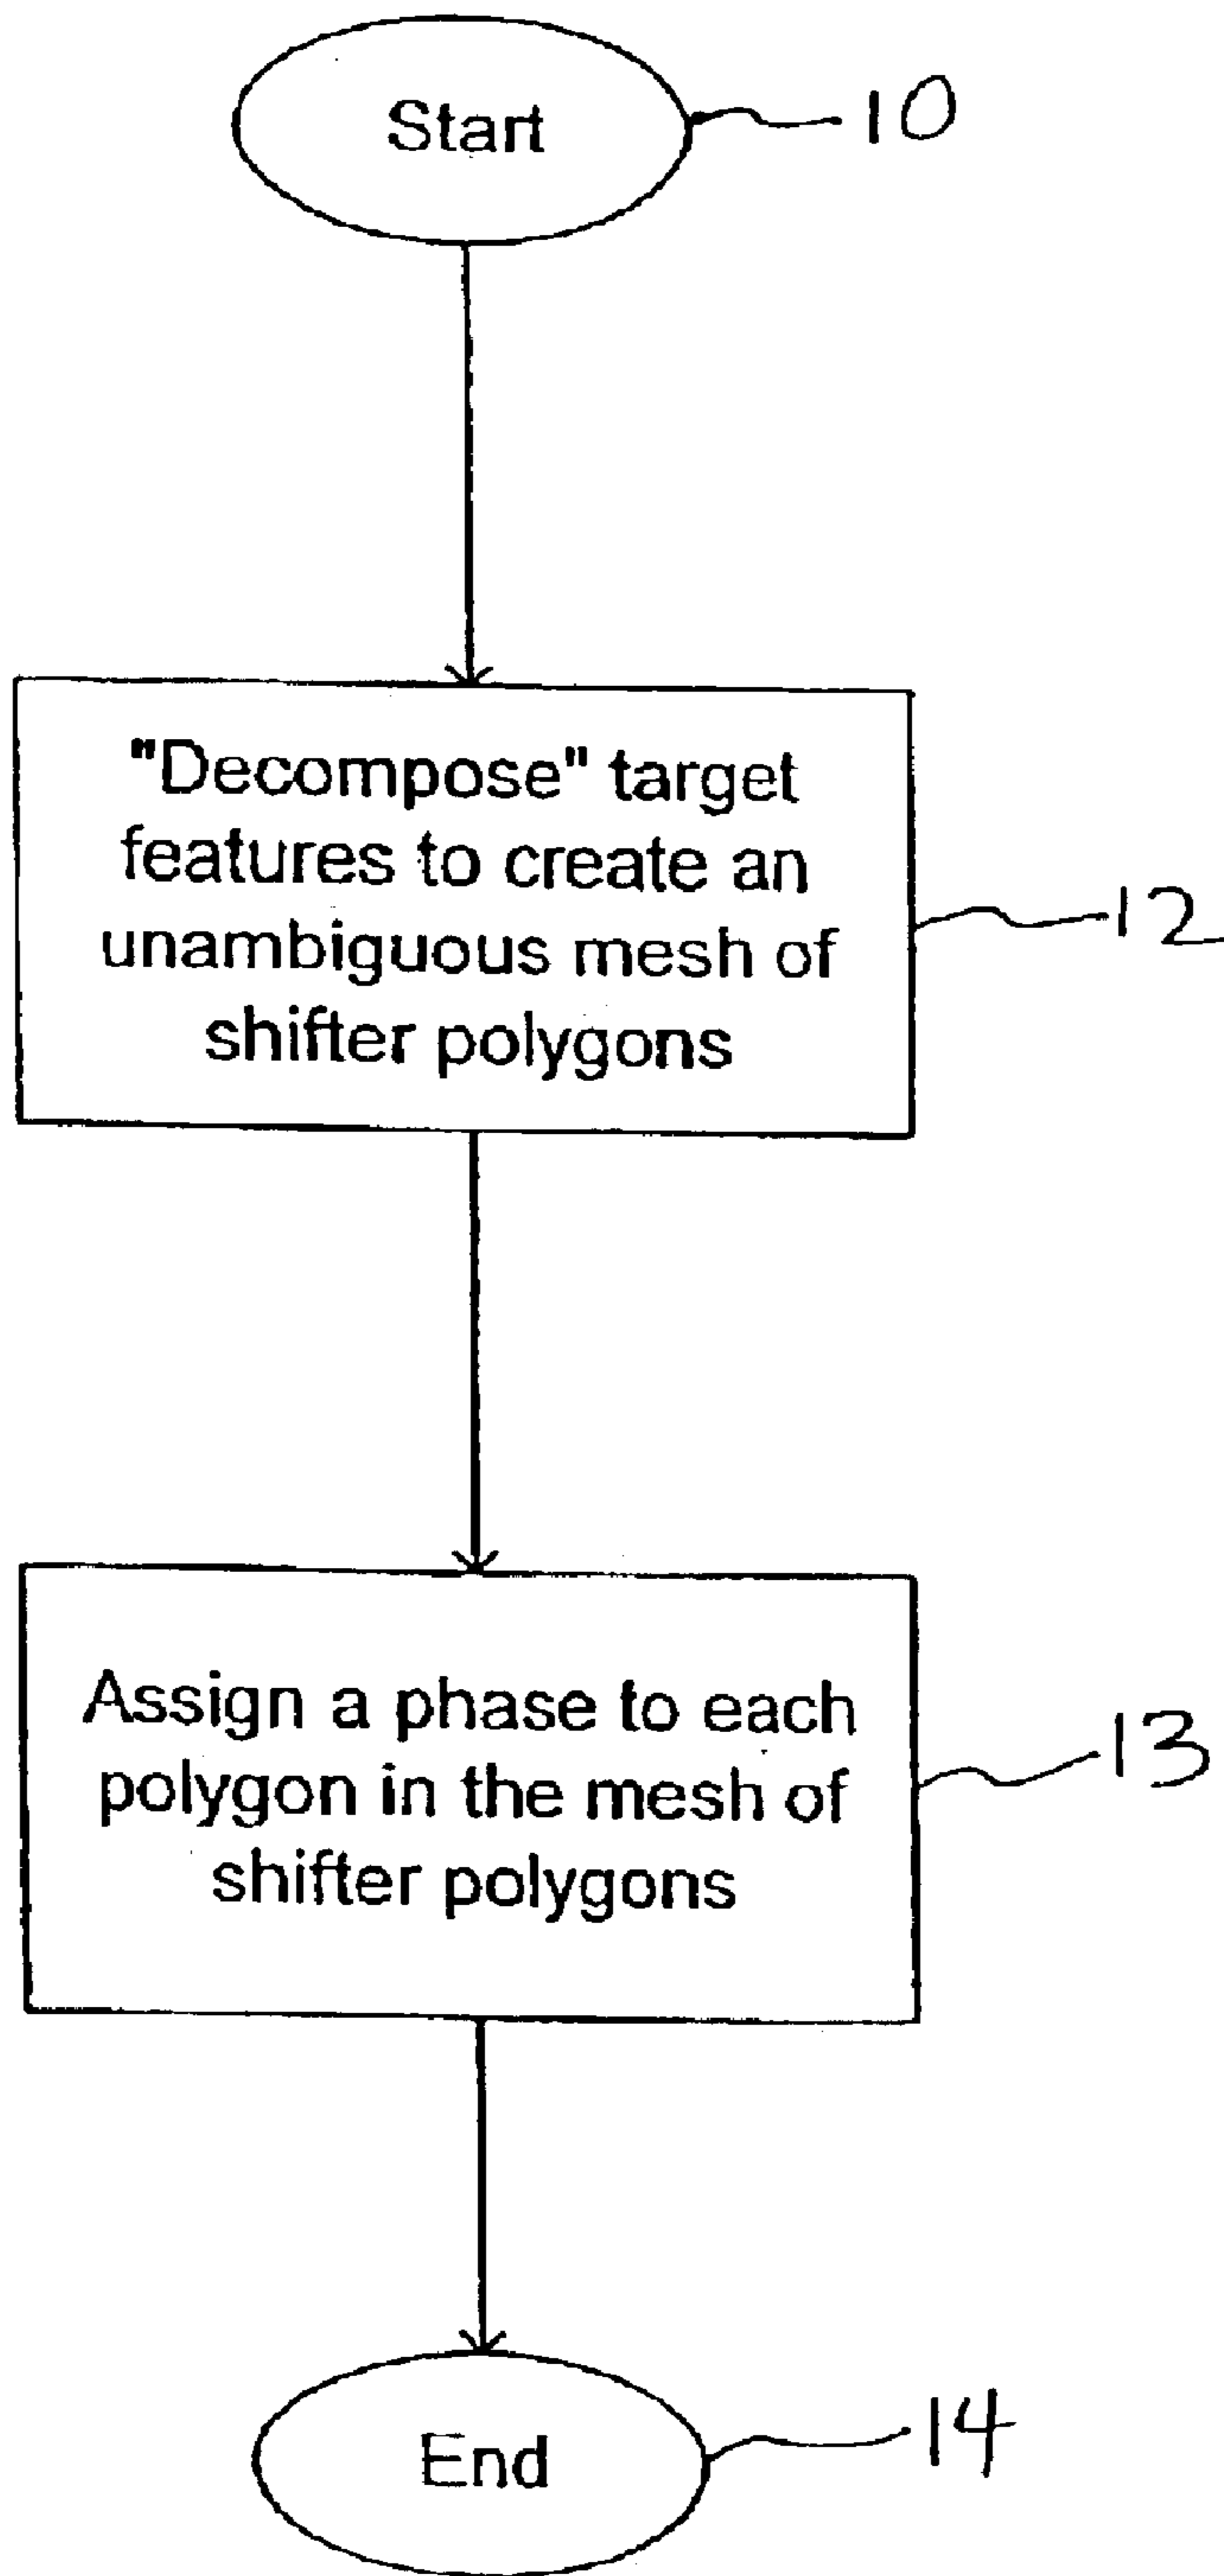 Start
10
"Decompose" target
features to create an
unambiguous mesh of
shifter polygons
12
Assign a phase to each
polygon in the mesh of
shifter polygons
13
End
14